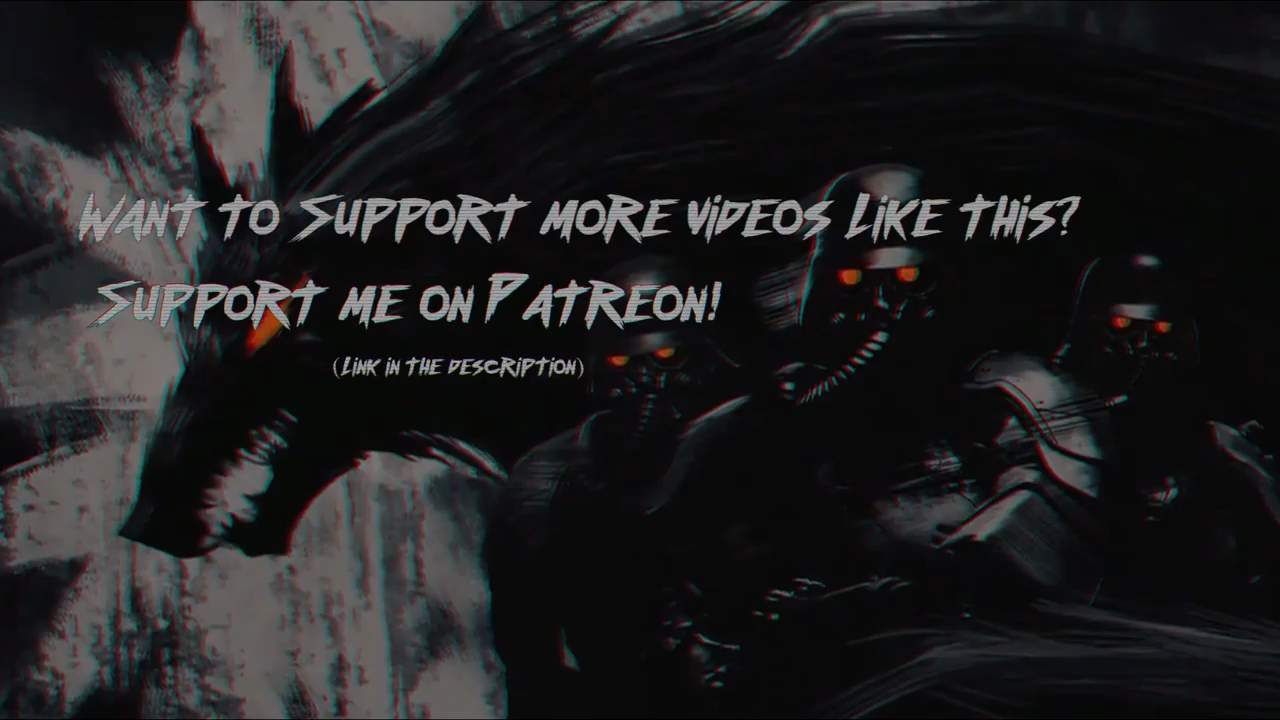 Want to Support more videos like this?
Support me on Patreon!
(Link in the description)